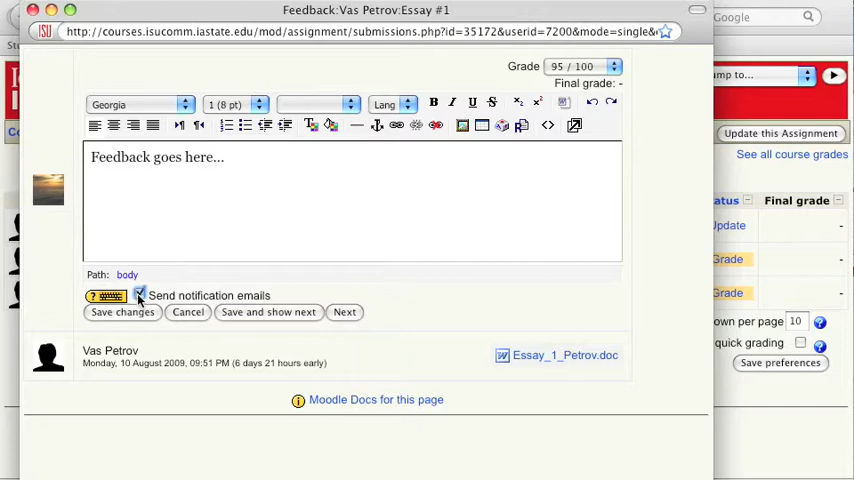 Feedback:Vas Petrov:Essay #1
http://courses.isucomm.iastate.edu/mod/assignment/submissions.php?id=35172&userid=7200&mode=single&
Google
ISU
Grade 95 / 100
Final grade: -
ump to...
Georgia 1 (8 pt) Lang B I U S
Update this Assignment
See all course grades
Feedback goes here...
tatus Final grade
Update -
Grade -
Grade -
Path: body
? Send notification emails
Save changes Cancel Save and show next Next
own per page 10 ?
quick grading ?
Save preferences
Vas Petrov
Monday, 10 August 2009, 09:51 PM (6 days 21 hours early)
Essay_1_Petrov.doc
i Moodle Docs for this page